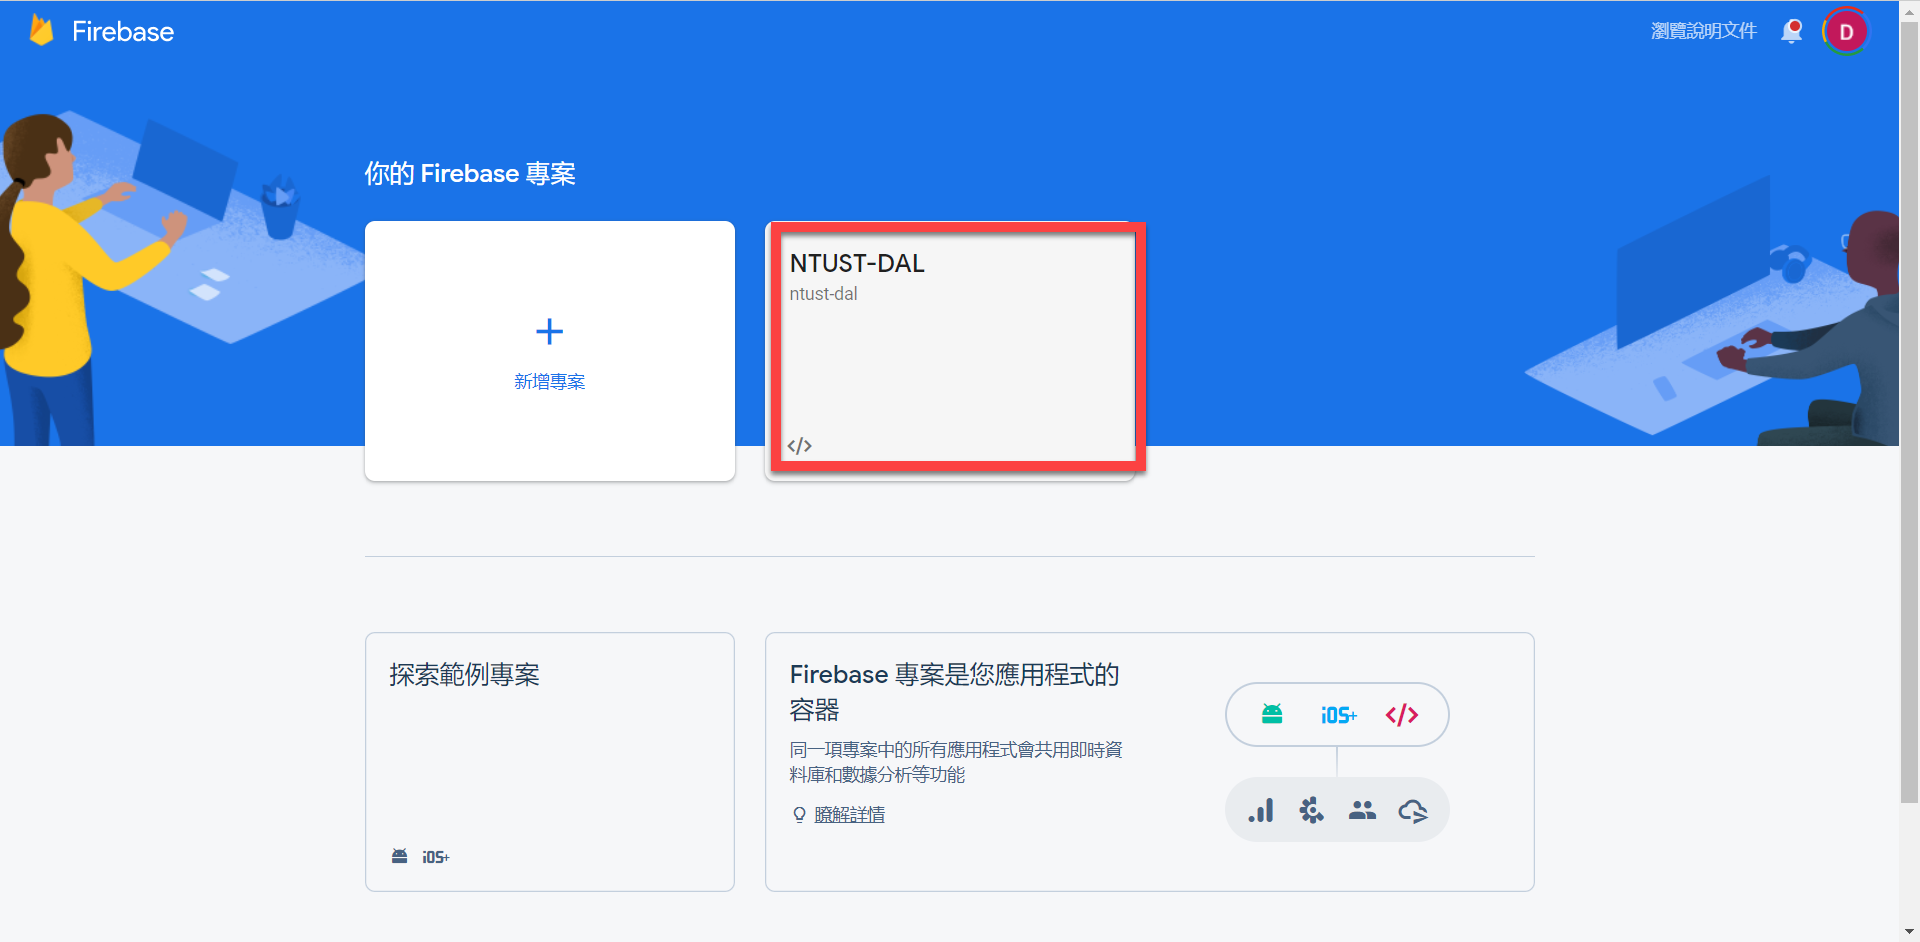 Firebase
瀏覽說明文件
D
你的 Firebase 專案
新增專案
NTUST-DAL
ntust-dal
</>
探索範例專案
iOS+
Firebase 專案是您應用程式的
容器
同一項專案中的所有應用程式會共用即時資
料庫和數據分析等功能
瞭解詳情
iOS+ </>